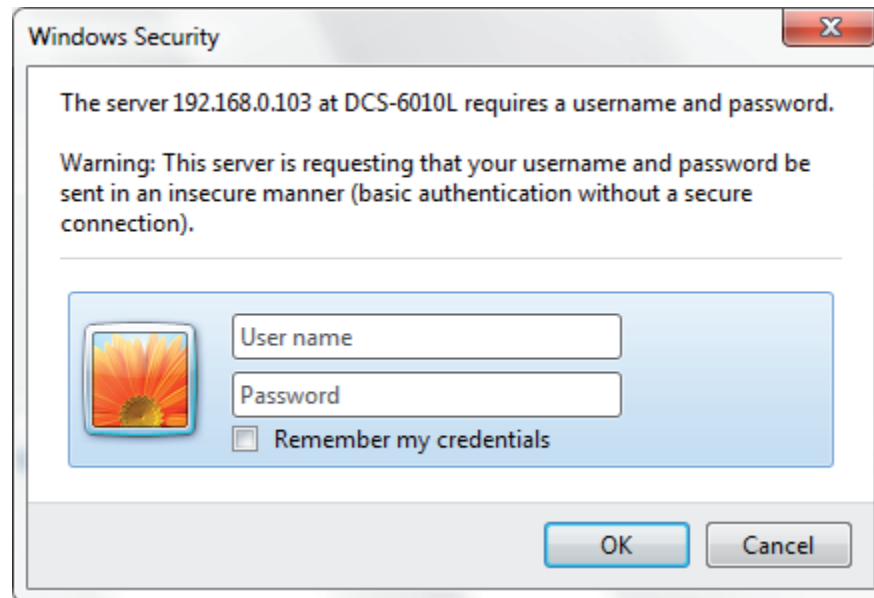 Windows Security
The server 192.168.0.103 at DCS-6010L requires a username and password.
Warning: This server is requesting that your username and password be
sent in an insecure manner (basic authentication without a secure
connection).
User name
Password
Remember my credentials
OK
Cancel